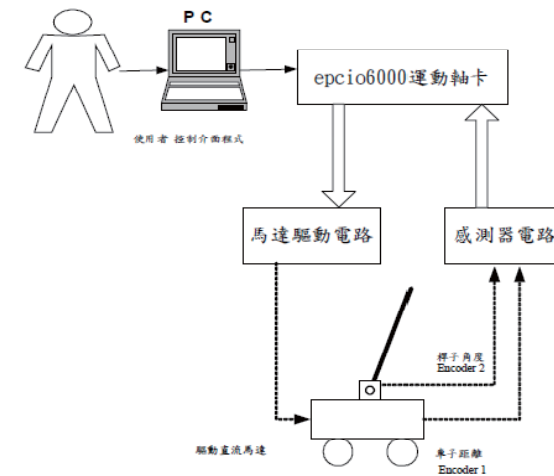 PC
epcio6000運動軸卡
使用者 控制介面程式
馬達驅動電路
感測器電路
桿子角度
Encoder 2
驅動直流馬達
車子距離
Encoder 1